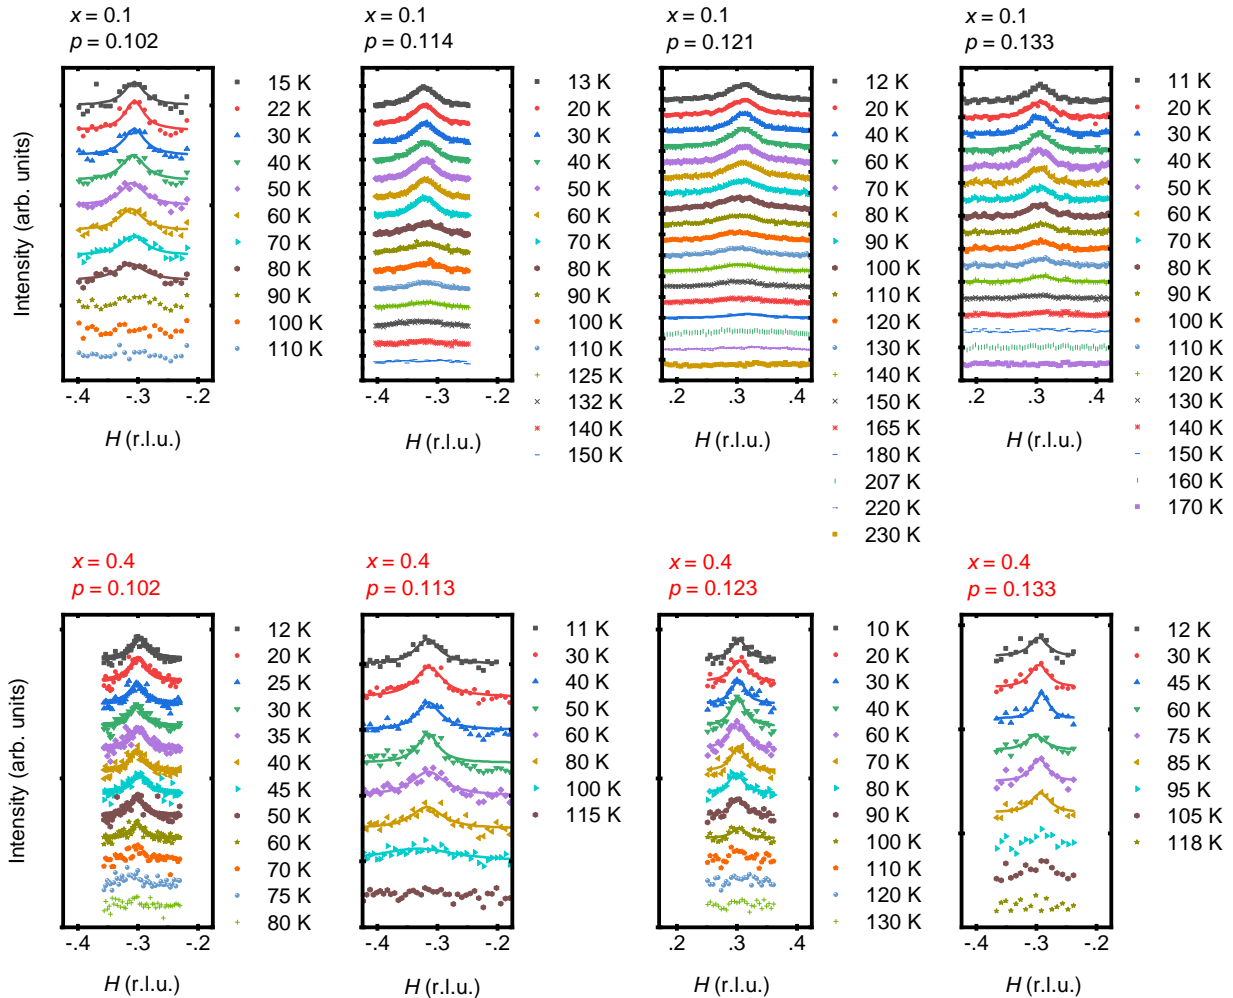 x = 0.1
p = 0.102
x = 0.1
p = 0.114
x = 0.1
p = 0.121
x = 0.1
p = 0.133
Intensity (arb. units)
15 K
22 K
30 K
40 K
50 K
60 K
70 K
80 K
90 K
100 K
110 K
-.4 -.3 -.2
H (r.l.u.)
13 K
20 K
30 K
40 K
50 K
60 K
70 K
80 K
90 K
100 K
110 K
125 K
132 K
140 K
150 K
-.4 -.3 -.2
H (r.l.u.)
12 K
20 K
40 K
60 K
70 K
80 K
90 K
100 K
110 K
120 K
130 K
140 K
150 K
165 K
180 K
207 K
220 K
230 K
.2 .3 .4
H (r.l.u.)
11 K
20 K
30 K
40 K
50 K
60 K
70 K
80 K
90 K
100 K
110 K
120 K
130 K
140 K
150 K
160 K
170 K
.2 .3 .4
H (r.l.u.)
x = 0.4
p = 0.102
x = 0.4
p = 0.113
x = 0.4
p = 0.123
x = 0.4
p = 0.133
Intensity (arb. units)
12 K
20 K
25 K
30 K
35 K
40 K
45 K
50 K
60 K
70 K
75 K
80 K
-.4 -.3 -.2
H (r.l.u.)
11 K
30 K
40 K
50 K
60 K
80 K
100 K
115 K
-.4 -.3 -.2
H (r.l.u.)
10 K
20 K
30 K
40 K
60 K
70 K
80 K
90 K
100 K
110 K
120 K
130 K
.2 .3 .4
H (r.l.u.)
12 K
30 K
45 K
60 K
75 K
85 K
95 K
105 K
118 K
-.4 -.3 -.2
H (r.l.u.)